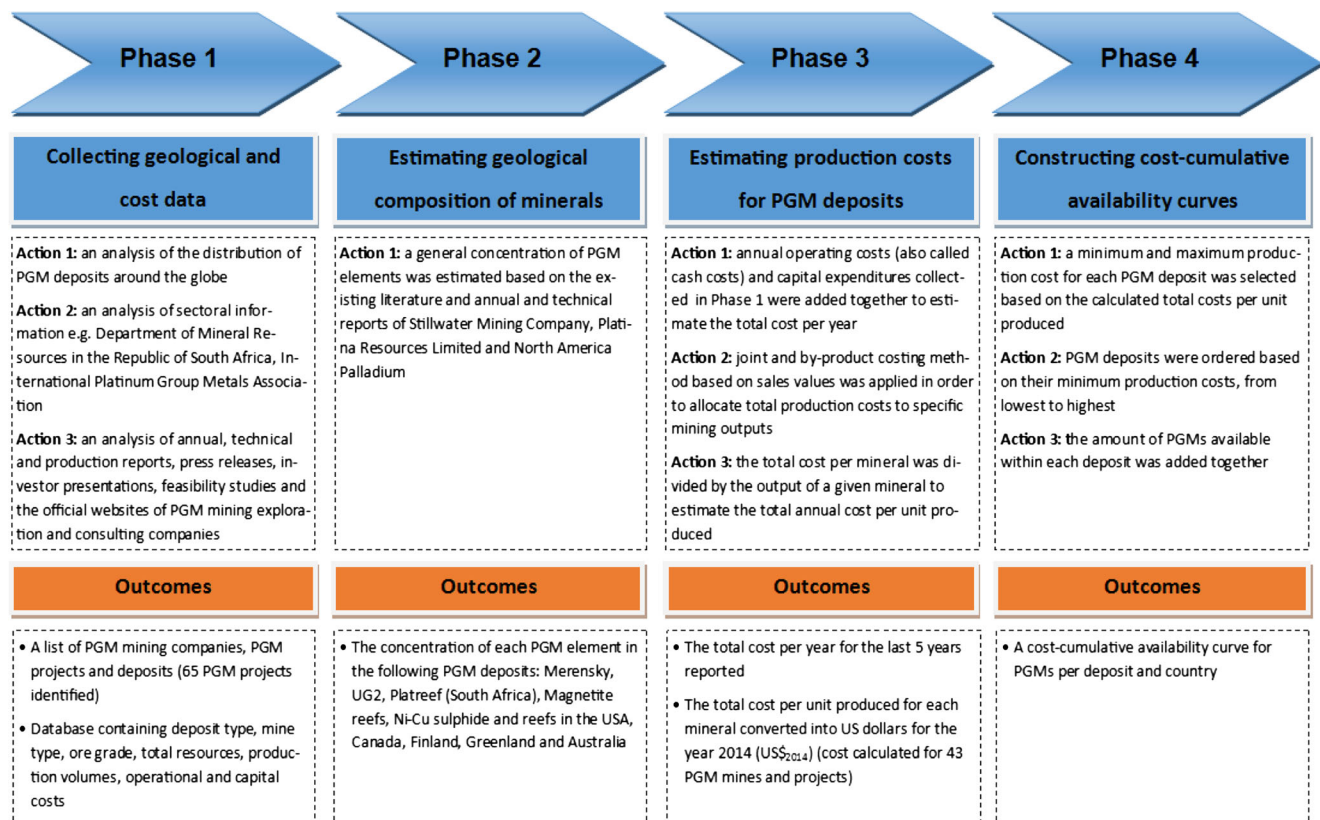 Phase 1
Phase 2
Phase 3
Phase 4
Collecting geological and
cost data
Estimating geological
composition of minerals
Estimating production costs
for PGM deposits
Constructing cost-cumulative
availability curves
Action 1: an analysis of the distribution of
PGM deposits around the globe
Action 2: an analysis of sectoral infor-
mation e.g. Department of Mineral Re-
sources in the Republic of South Africa, In-
ternational Platinum Group Metals Associa-
tion
Action 3: an analysis of annual, technical
and production reports, press releases, in-
vestor presentations, feasibility studies and
the official websites of PGM mining explora-
tion and consulting companies
Action 1: a general concentration of PGM
elements was estimated based on the ex-
isting literature and annual and technical
reports of Stillwater Mining Company, Plati-
na Resources Limited and North America
Palladium
Action 1: annual operating costs (also called
cash costs) and capital expenditures collect-
ed in Phase 1 were added together to esti-
mate the total cost per year
Action 2: joint and by-product costing meth-
od based on sales values was applied in order
to allocate total production costs to specific
mining outputs
Action 3: the total cost per mineral was di-
vided by the output of a given mineral to
estimate the total annual cost per unit pro-
duced
Action 1: a minimum and maximum produc-
tion cost for each PGM deposit was selected
based on the calculated total costs per unit
produced
Action 2: PGM deposits were ordered based
on their minimum production costs, from
lowest to highest
Action 3: the amount of PGMs available
within each deposit was added together
Outcomes
Outcomes
Outcomes
Outcomes
• A list of PGM mining companies, PGM
projects and deposits (65 PGM projects
identified)
• Database containing deposit type, mine
type, ore grade, total resources, produc-
tion volumes, operational and capital
costs
• The concentration of each PGM element in
the following PGM deposits: Merensky,
UG2, Platreef (South Africa), Magnetite
reefs, Ni-Cu sulphide and reefs in the USA,
Canada, Finland, Greenland and Australia
• The total cost per year for the last 5 years
reported
• The total cost per unit produced for each
mineral converted into US dollars for the
year 2014 (US$2014) (cost calculated for 43
PGM mines and projects)
• A cost-cumulative availability curve for
PGMs per deposit and country